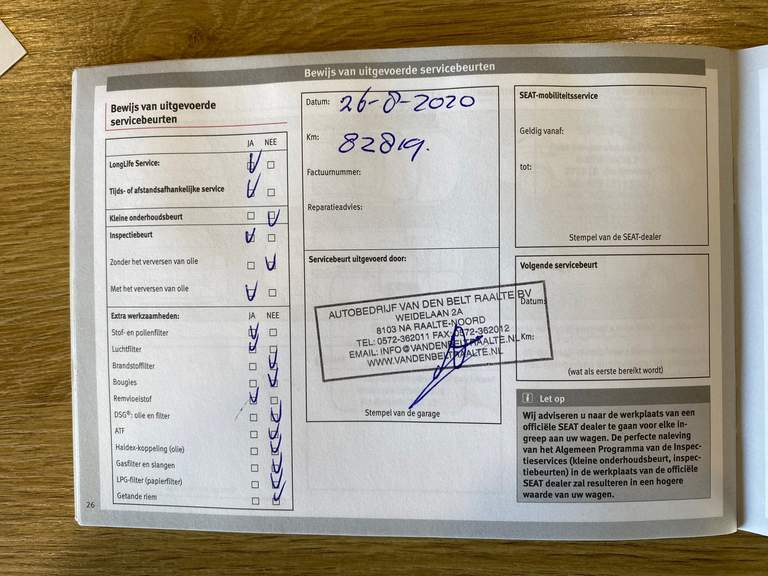 Bewijs van uitgevoerde servicebeurten
Bewijs van uitgevoerde
servicebeurten
JA NEE
LongLife Service:
Tijds- of afstandsafhankelijke service
Kleine onderhoudsbeurt
Inspectiebeurt
Zonder het verversen van olie
Met het verversen van olie
Extra werkzaamheden: JA NEE
Stof- en pollenfilter
Luchtfilter
Brandstoffilter
Bougies
Remvloeistof
DSG®: olie en filter
ATF
Haldex-koppeling (olie)
Gasfilter en slangen
LPG-filter (papierfilter)
Getande riem
26
Datum: 26-8-2020
Km: 82819.
Factuurnummer:
Reparatieadvies:
Servicebeurt uitgevoerd door:
AUTOBEDRIJF VAN DEN BELT RAALTE BV
WEIDELAAN 2A
8103 NA RAALTE-NOORD
TEL: 0572-362011 FAX: 0572-362012
EMAIL: INFO@VANDENBELTRAALTE.NL
WWW.VANDENBELTRAALTE.NL
Stempel van de garage
SEAT-mobiliteitsservice
Geldig vanaf:
tot:
Stempel van de SEAT-dealer
Volgende servicebeurt
Datum:
Km:
(wat als eerste bereikt wordt)
i Let op
Wij adviseren u naar de werkplaats van een
officiële SEAT dealer te gaan voor elke in-
greep aan uw wagen. De perfecte naleving
van het Algemeen Programma van de Inspec-
tieservices (kleine onderhoudsbeurt, inspec-
tiebeurten) in de werkplaats van de officiële
SEAT dealer zal resulteren in een hogere
waarde van uw wagen.